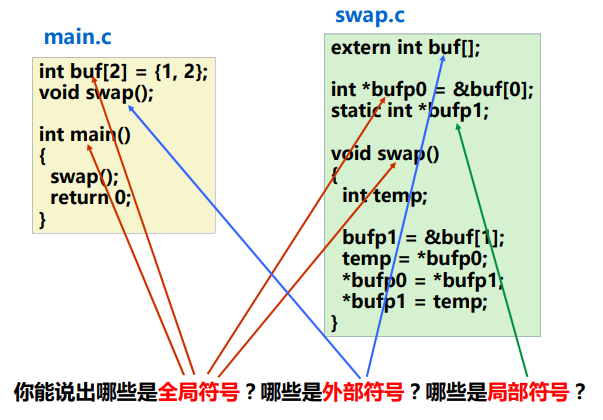 main.c
int buf[2] = {1, 2};
void swap();
int main()
{
swap();
return 0;
}
swap.c
extern int buf[];
int *bufp0 = &buf[0];
static int *bufp1;
void swap()
{
int temp;
bufp1 = &buf[1];
temp = *bufp0;
*bufp0 = *bufp1;
*bufp1 = temp;
}
你能说出哪些是全局符号？哪些是外部符号？哪些是局部符号？